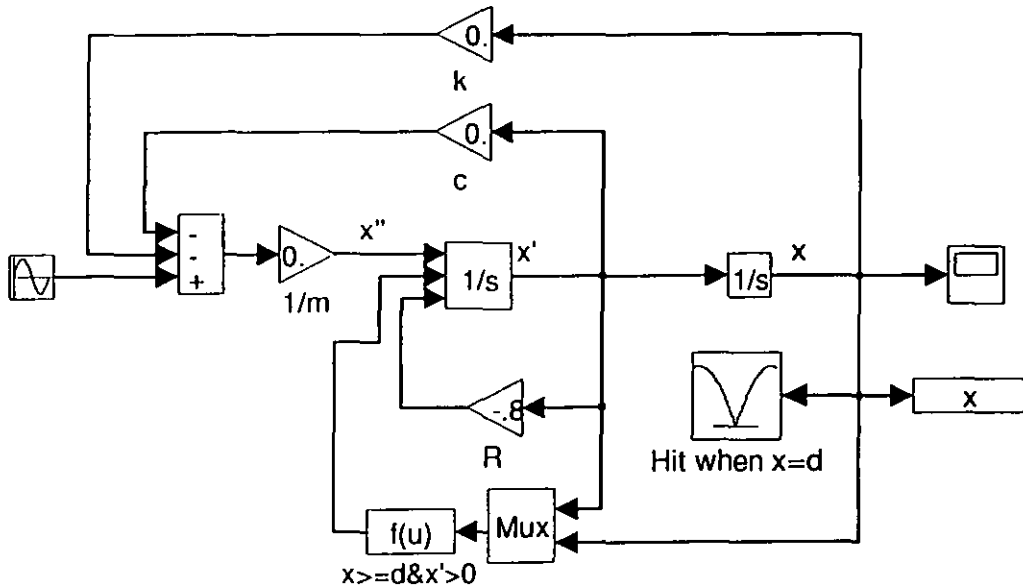 0.
k
0.
c
-
-
+
0.
1/m
x"
1/s
x'
1/s
x
-.8
R
Hit when x=d
x
f(u)
x>=d&x'>0
Mux